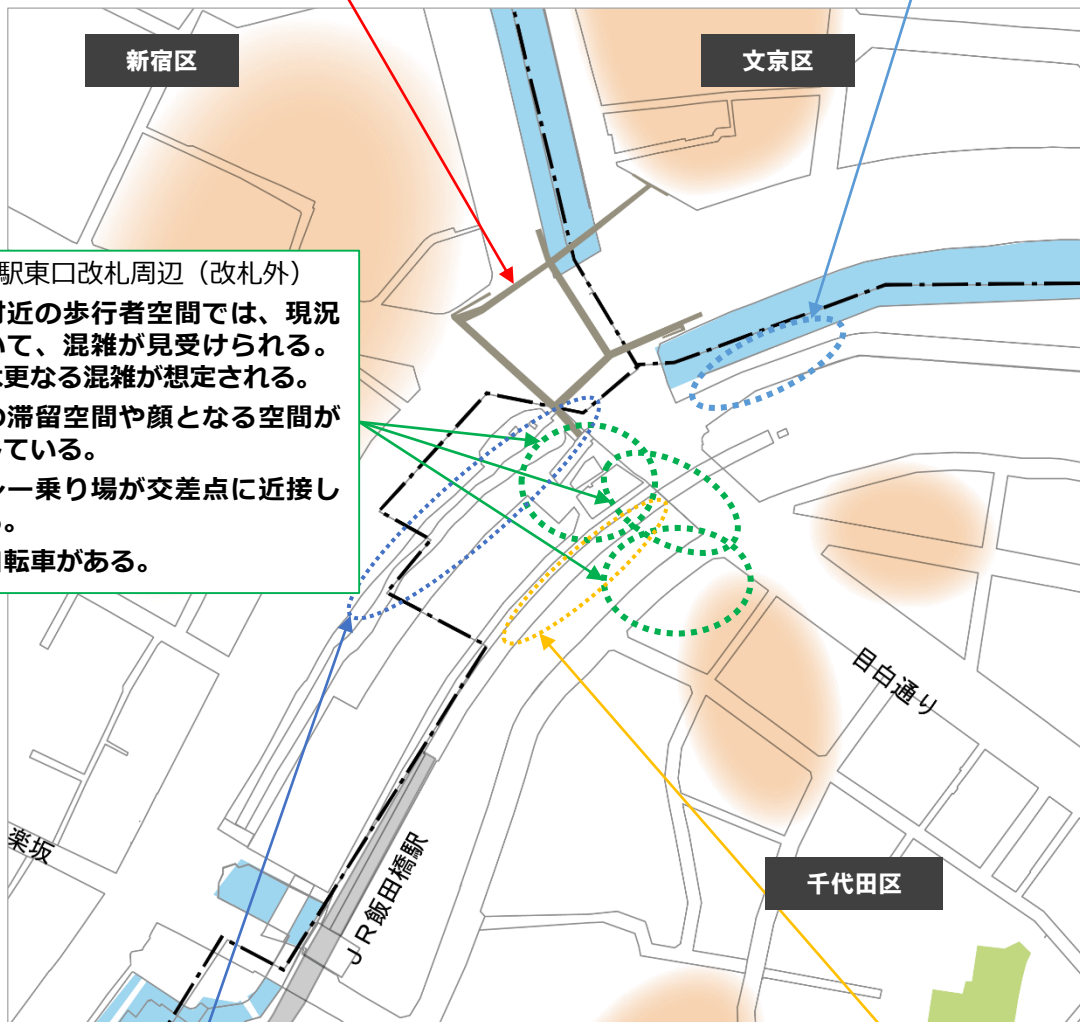 新宿区
文京区
駅東口改札周辺（改札外）
付近の歩行者空間では、現況
いて、混雑が見受けられる。
は更なる混雑が想定される。
の滞留空間や顔となる空間が
している。
シー乗り場が交差点に近接し
る。
自転車がある。
目白通り
楽坂
ＪＲ飯田橋駅
千代田区